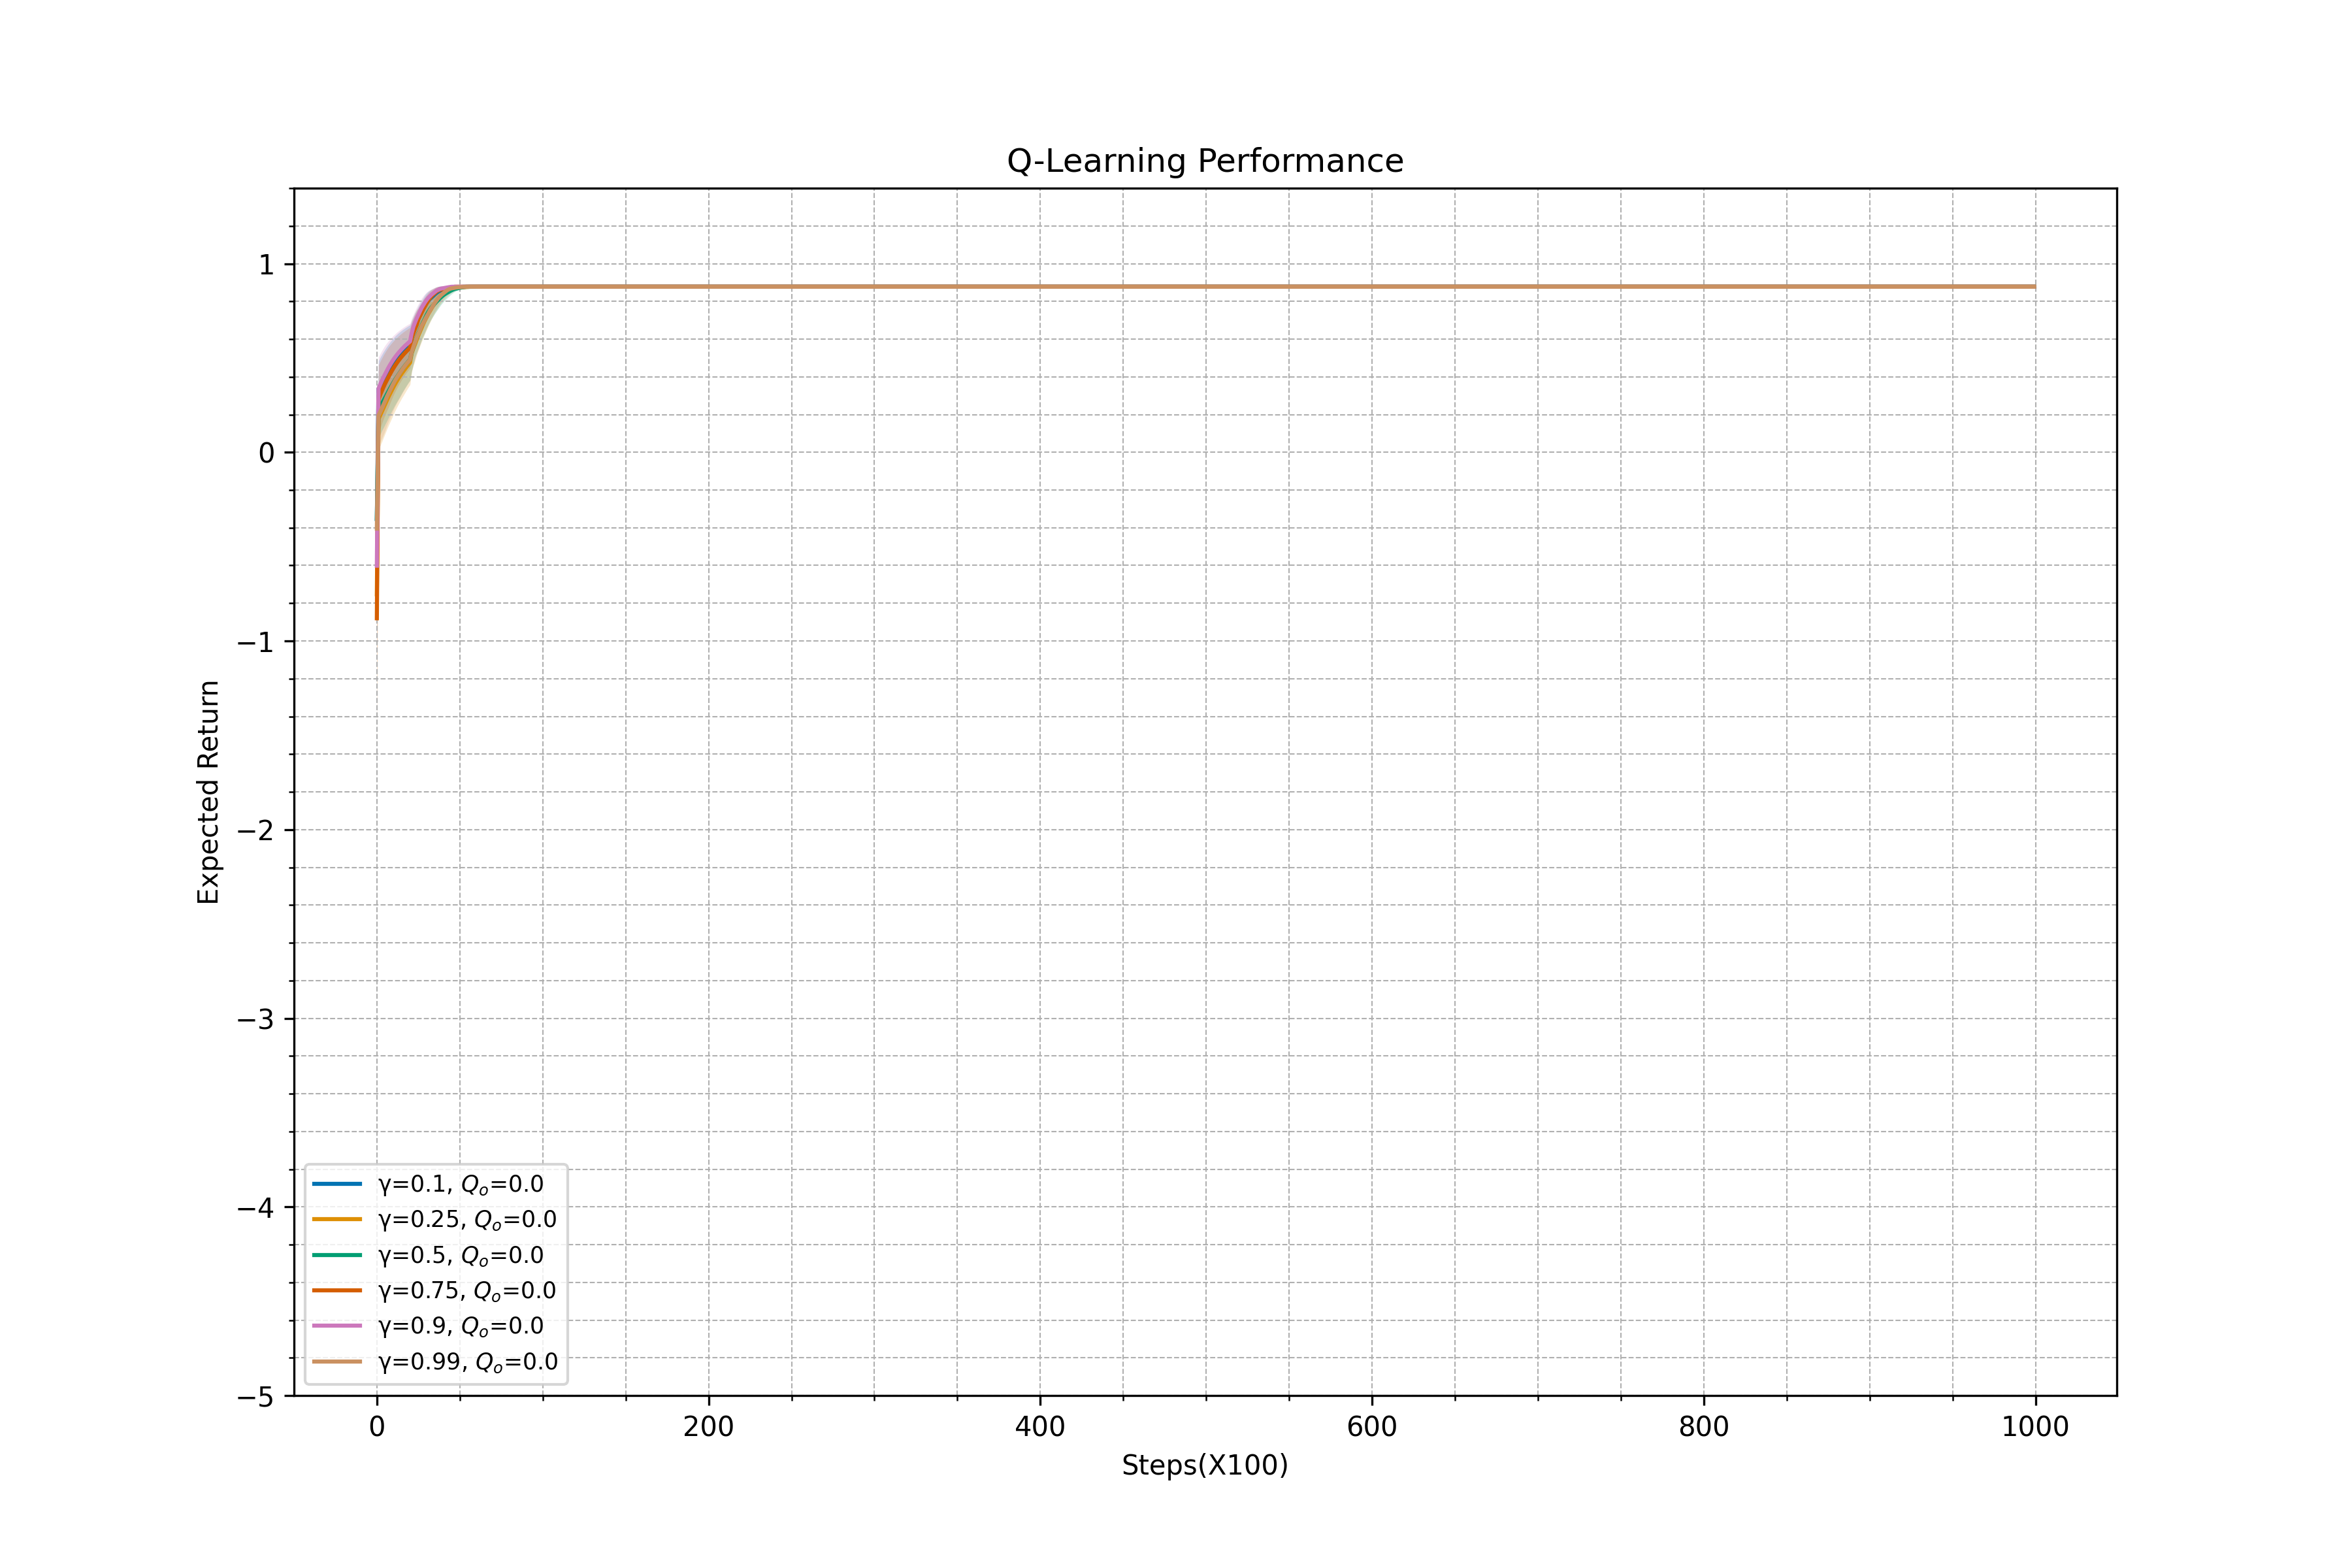 Q-Learning Performance
Expected Return
1
0
−1
−2
−3
−4
−5
γ=0.1, Qₒ=0.0
γ=0.25, Qₒ=0.0
γ=0.5, Qₒ=0.0
γ=0.75, Qₒ=0.0
γ=0.9, Qₒ=0.0
γ=0.99, Qₒ=0.0
0 200 400 600 800 1000
Steps(X100)